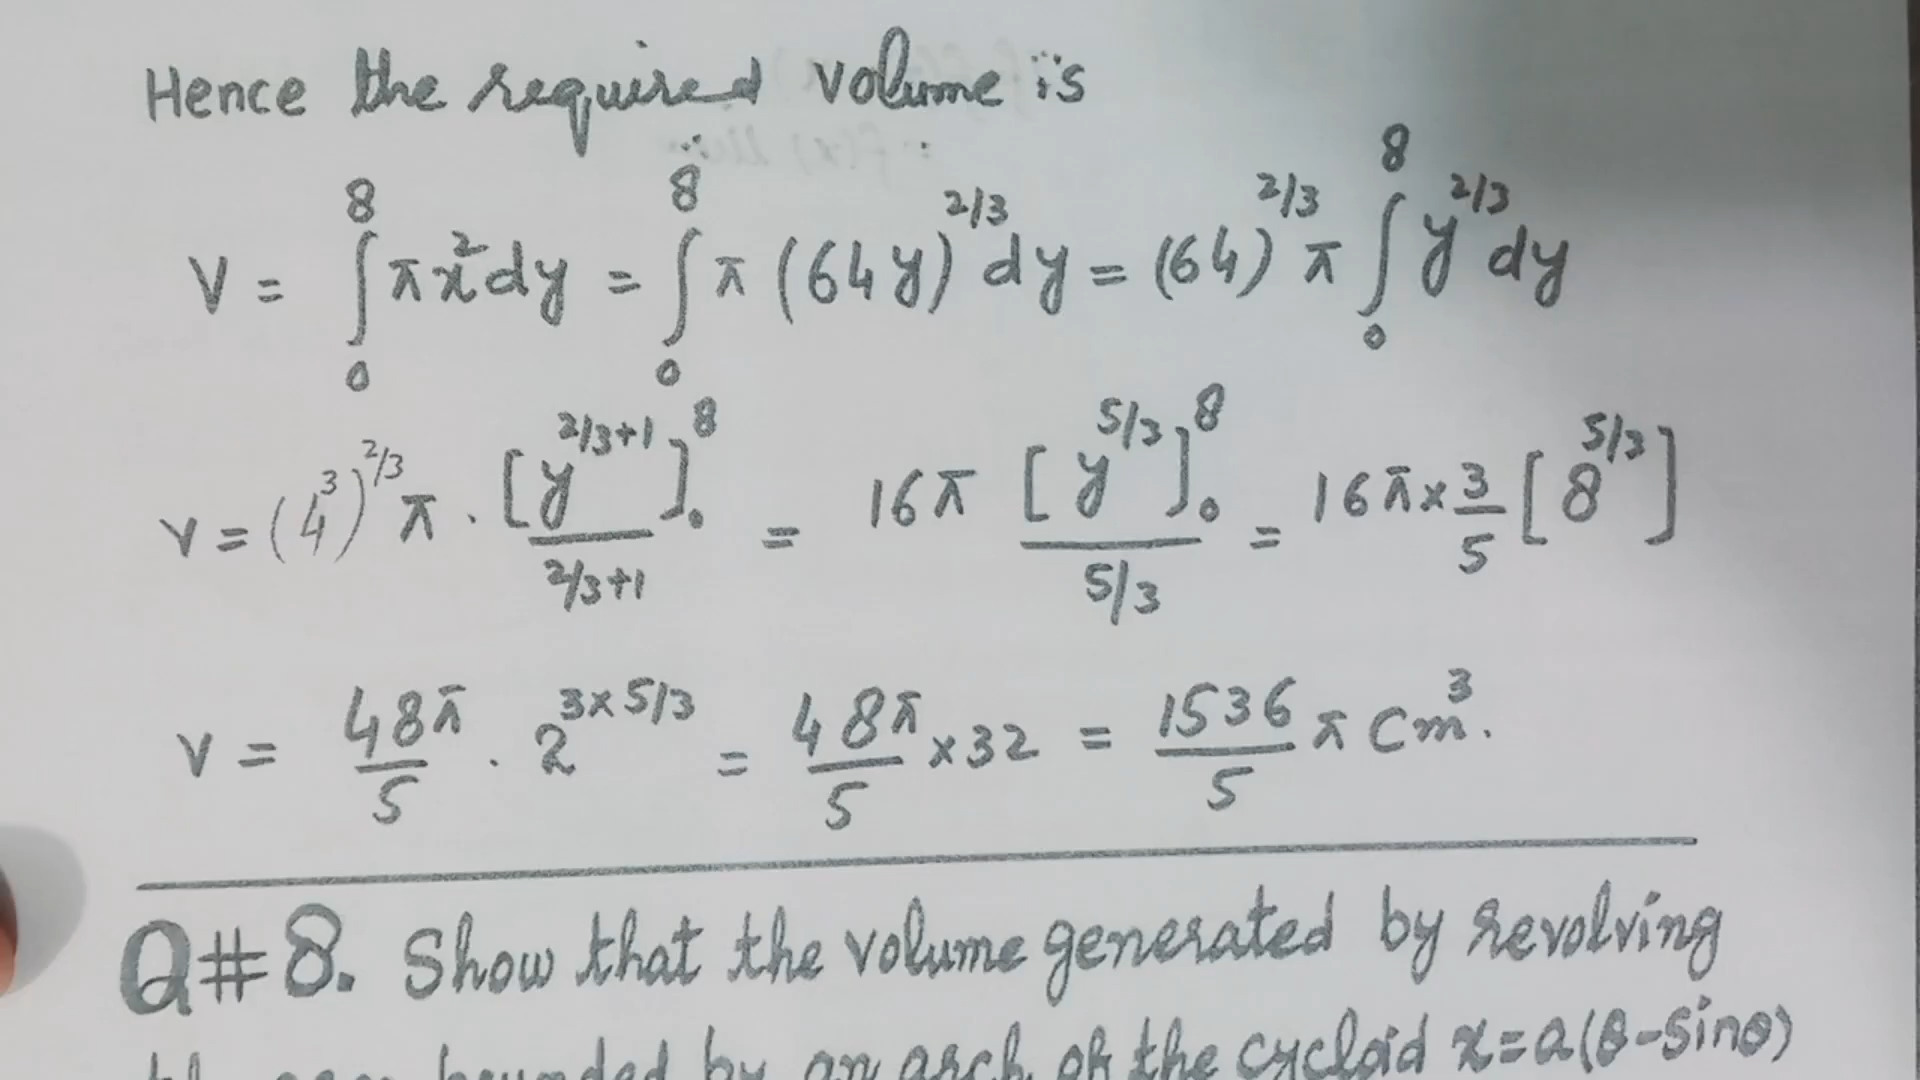 Hence the required volume is
V = ∫₀⁸ πx²dy = ∫₀⁸ π(64y)^2/3 dy = (64)^2/3 π ∫₀⁸ y^2/3 dy
V = (4³)^2/3 π . [y^2/3+1]₀⁸ / 2/3+1 = 16π [y^5/3]₀⁸ / 5/3 = 16π × 3/5 [8^5/3]
V = 48π/5 . 2^3×5/3 = 48π/5 × 32 = 1536/5 π cm³.
Q#8. Show that the volume generated by revolving
bounded by an arch of the cycloid x = a(θ - sinθ)